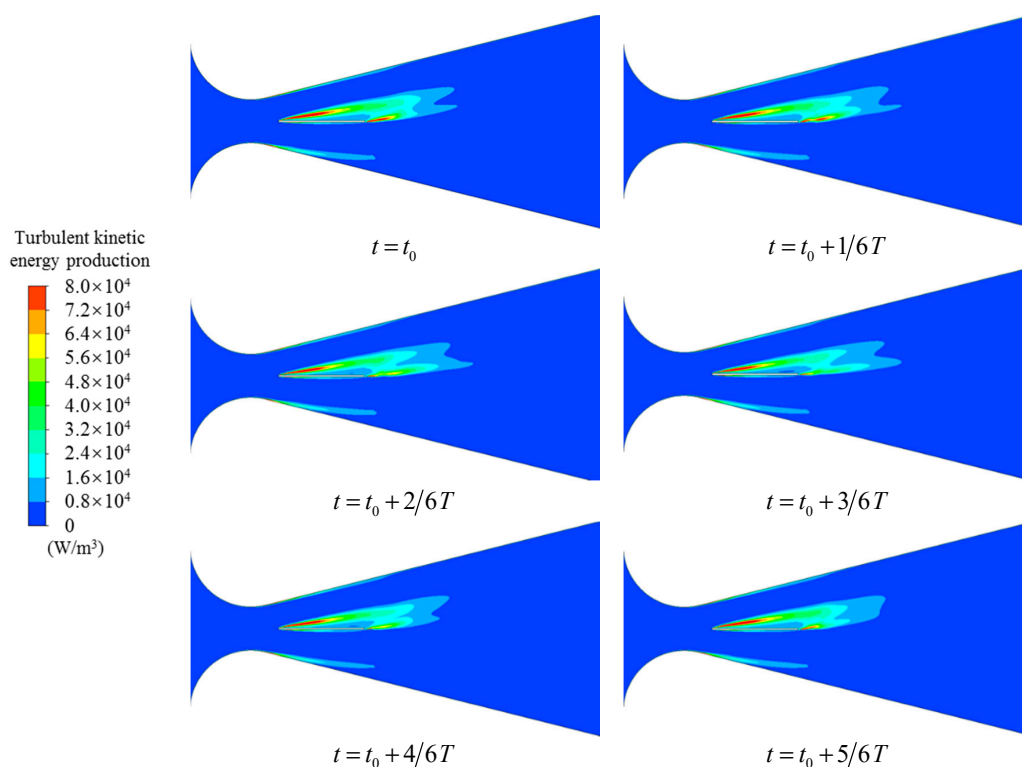 t = t₀
t = t₀ + 1/6T
Turbulent kinetic
energy production
8.0×10⁴
7.2×10⁴
6.4×10⁴
5.6×10⁴
4.8×10⁴
4.0×10⁴
3.2×10⁴
2.4×10⁴
1.6×10⁴
0.8×10⁴
0
(W/m³)
t = t₀ + 2/6T
t = t₀ + 3/6T
t = t₀ + 4/6T
t = t₀ + 5/6T